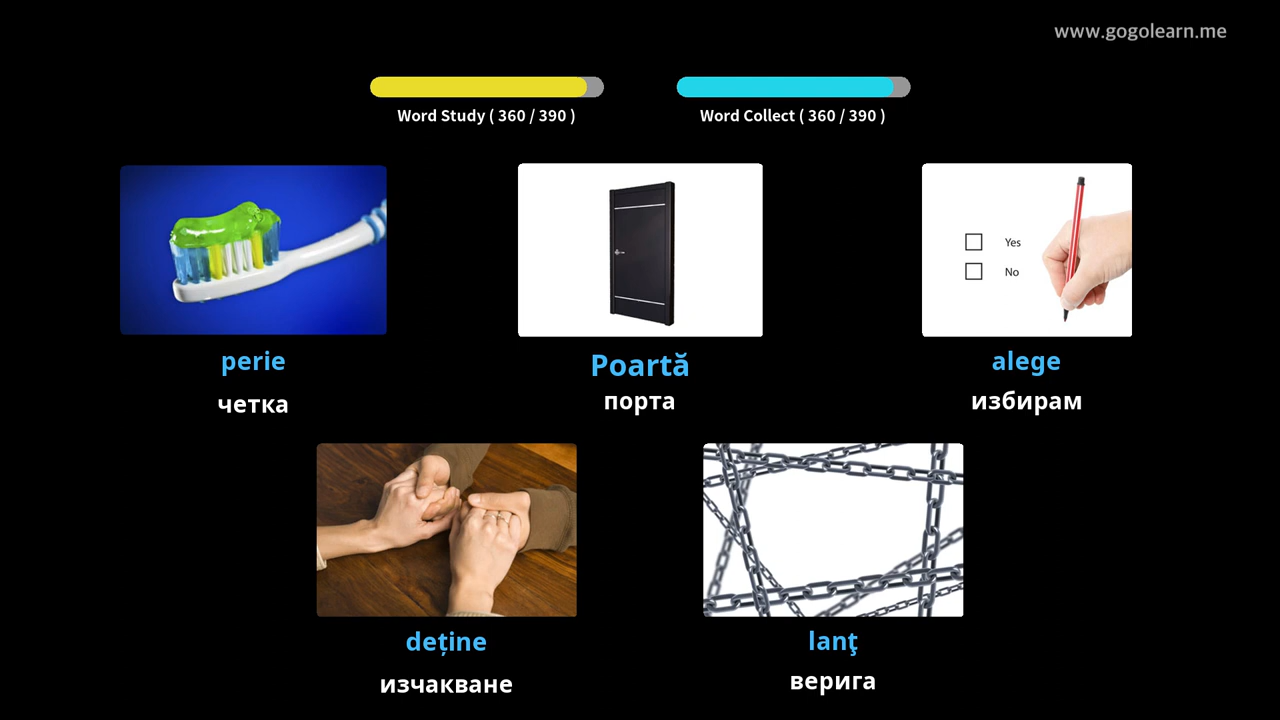 www.gogolearn.me
Word Study ( 360 / 390 )
Word Collect ( 360 / 390 )
Yes
No
perie
Poartă
alege
четка
порта
избирам
deține
lanţ
изчакване
верига